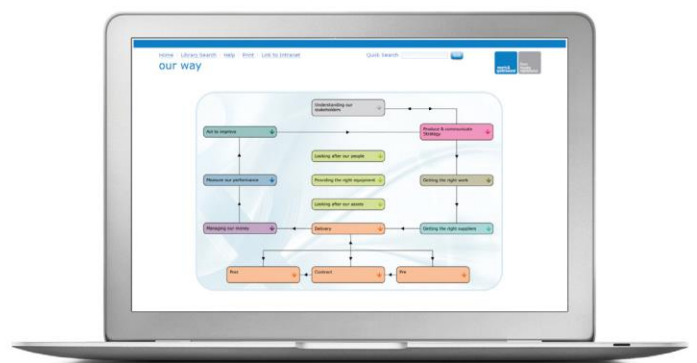 Home Library Search Help Print Link to Intranet
Quick Search
our way
Understanding our
stakeholders
Act to improve
Produce & communicate
Strategy
Looking after our people
Measure our performance
Providing the right equipment
Getting the right work
Looking after our assets
Managing our money
Delivery
Getting the right suppliers
Post
Contract
Pre